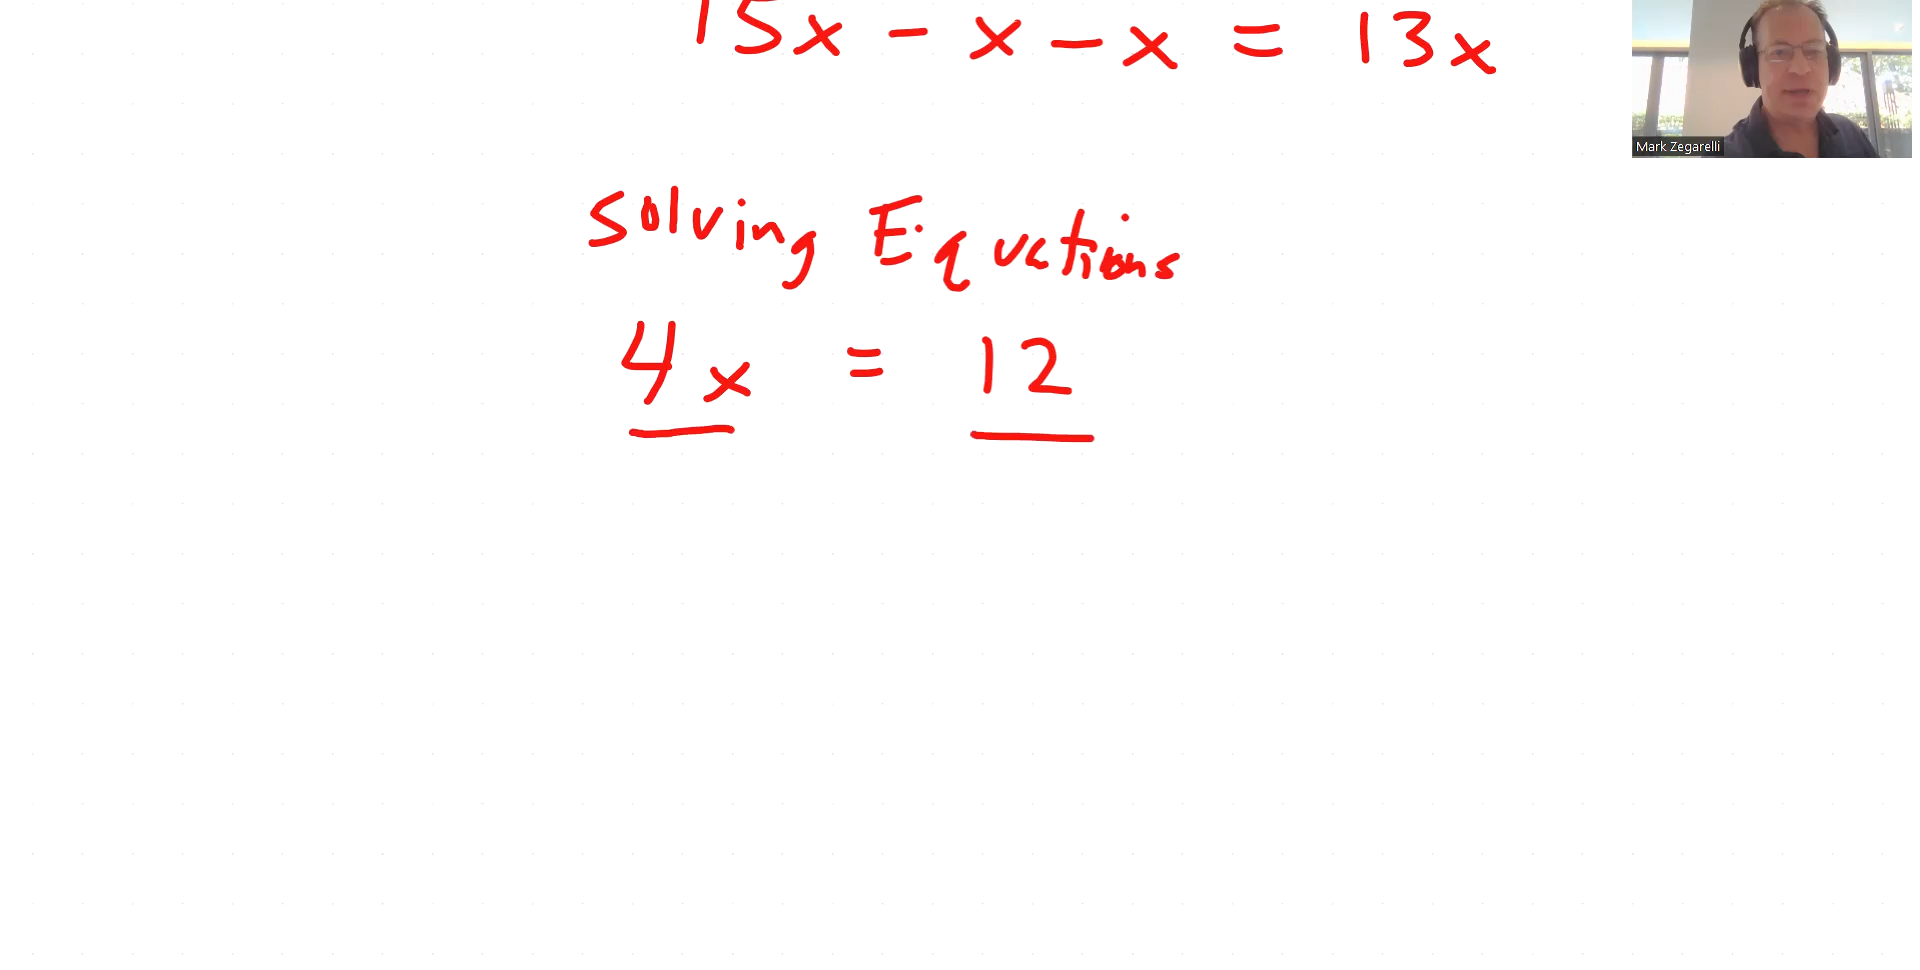 15x - x - x = 13x
Mark Zegarelli
Solving Equations
4x = 12